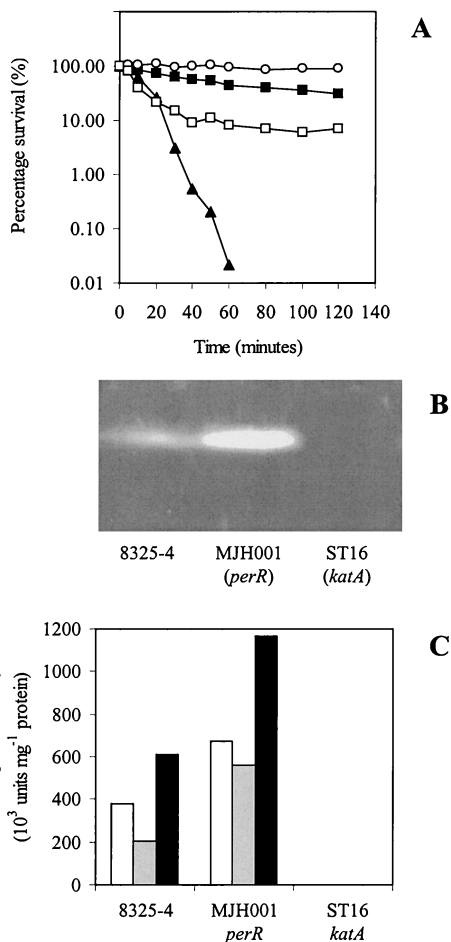 A
Percentage survival (%)
100.00
10.00
1.00
0.10
0.01
0 20 40 60 80 100 120 140
Time (minutes)
B
8325-4 MJH001 ST16
(perR) (katA)
C
(10³ units mg⁻¹ protein)
1200
1000
800
600
400
200
0
8325-4 MJH001 ST16
perR katA